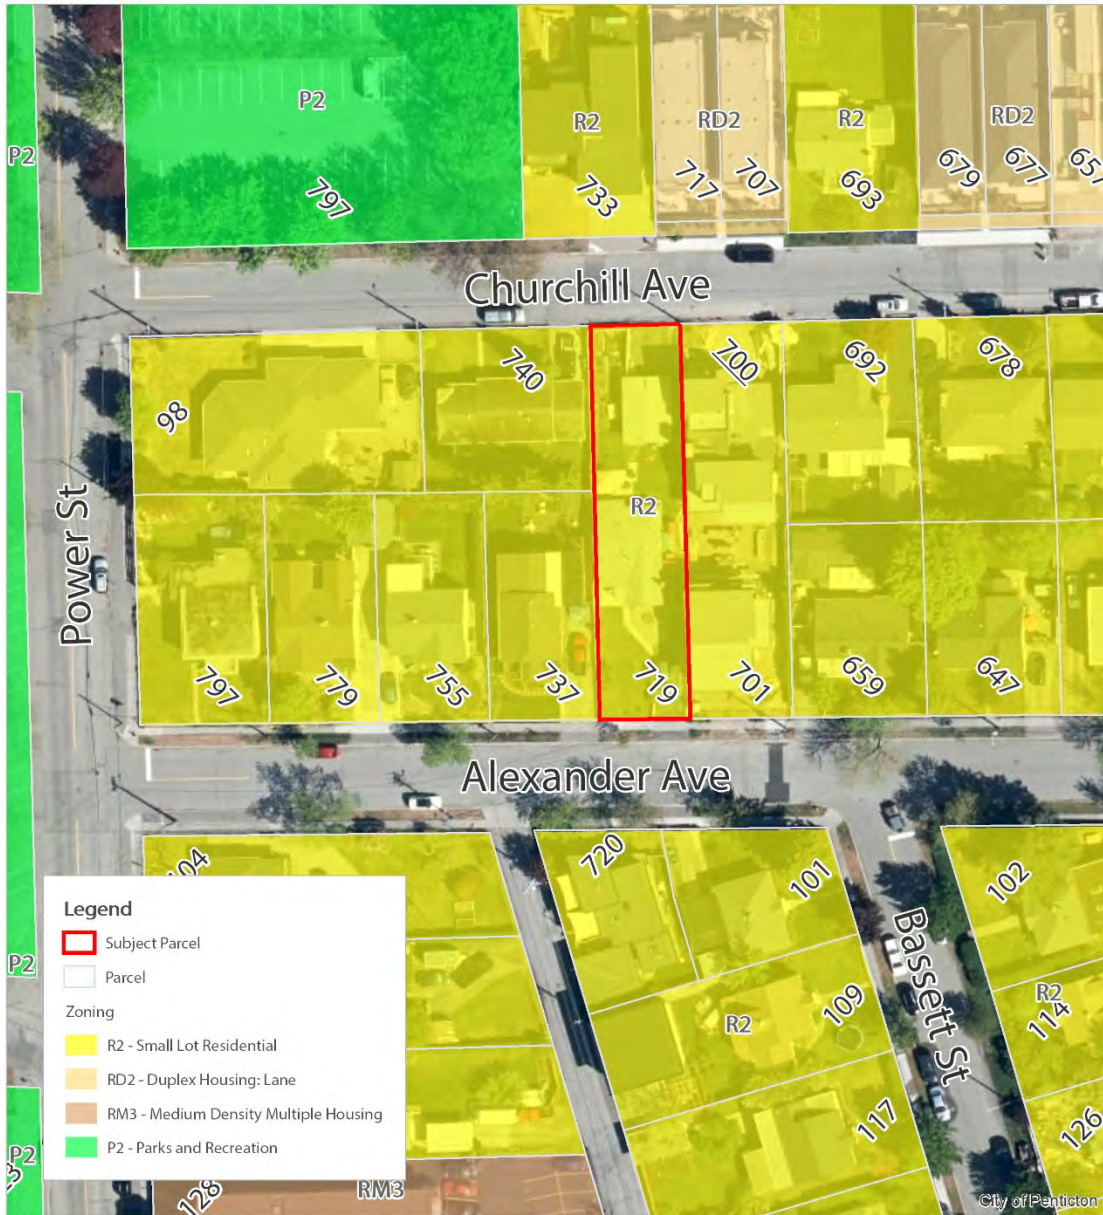 P2
P2
797
R2
733
RD2
717
707
R2
693
RD2
679
677
657
Churchill Ave
98
740
700
692
678
R2
Power St
797
779
755
737
719
701
659
647
Alexander Ave
104
720
101
102
Bassett St
R2
109
R2
114
117
126
P2
P2
128
RM3
Legend
Subject Parcel
Parcel
Zoning
R2 - Small Lot Residential
RD2 - Duplex Housing: Lane
RM3 - Medium Density Multiple Housing
P2 - Parks and Recreation
City of Penticton